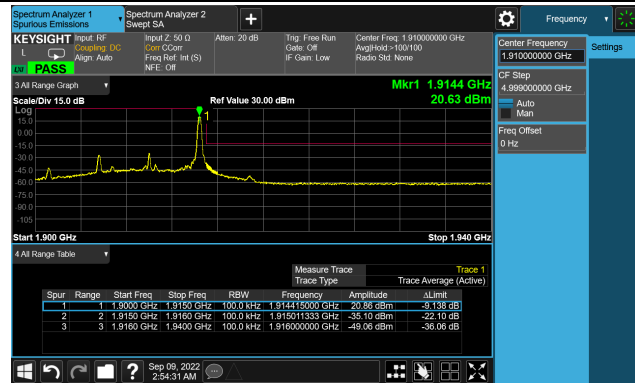 Spectrum Analyzer 1
Spurious Emissions
Spectrum Analyzer 2
Swept SA
+
Frequency
KEYSIGHT
L
PASS
Input: RF
Coupling: DC
Align: Auto
Input Z: 50 Ω
Corr CCorr
Freq Ref: Int (S)
NFE: Off
Atten: 20 dB
Trig: Free Run
Gate: Off
IF Gain: Low
Center Freq: 1.910000000 GHz
Avg|Hold:>100/100
Radio Std: None
Center Frequency
1.910000000 GHz
Settings
CF Step
4.999000000 GHz
Auto
Man
Freq Offset
0 Hz
3 All Range Graph
Mkr1 1.9144 GHz
Scale/Div 15.0 dB
Ref Value 30.00 dBm
20.63 dBm
Log
15.0
0.00
-15.0
-30.0
-45.0
-60.0
-75.0
-90.0
-105
1
Start 1.900 GHz
Stop 1.940 GHz
4 All Range Table
Measure Trace Trace 1
Trace Type Trace Average (Active)
Spur Range Start Freq Stop Freq RBW Frequency Amplitude ΔLimit
1 1 1.9000 GHz 1.9150 GHz 100.0 kHz 1.914415000 GHz 20.86 dBm -9.138 dB
2 2 1.9150 GHz 1.9160 GHz 100.0 kHz 1.915011333 GHz -35.10 dBm -22.10 dB
3 3 1.9160 GHz 1.9400 GHz 100.0 kHz 1.916000000 GHz -49.06 dBm -36.06 dB
?
Sep 09, 2022
2:54:31 AM